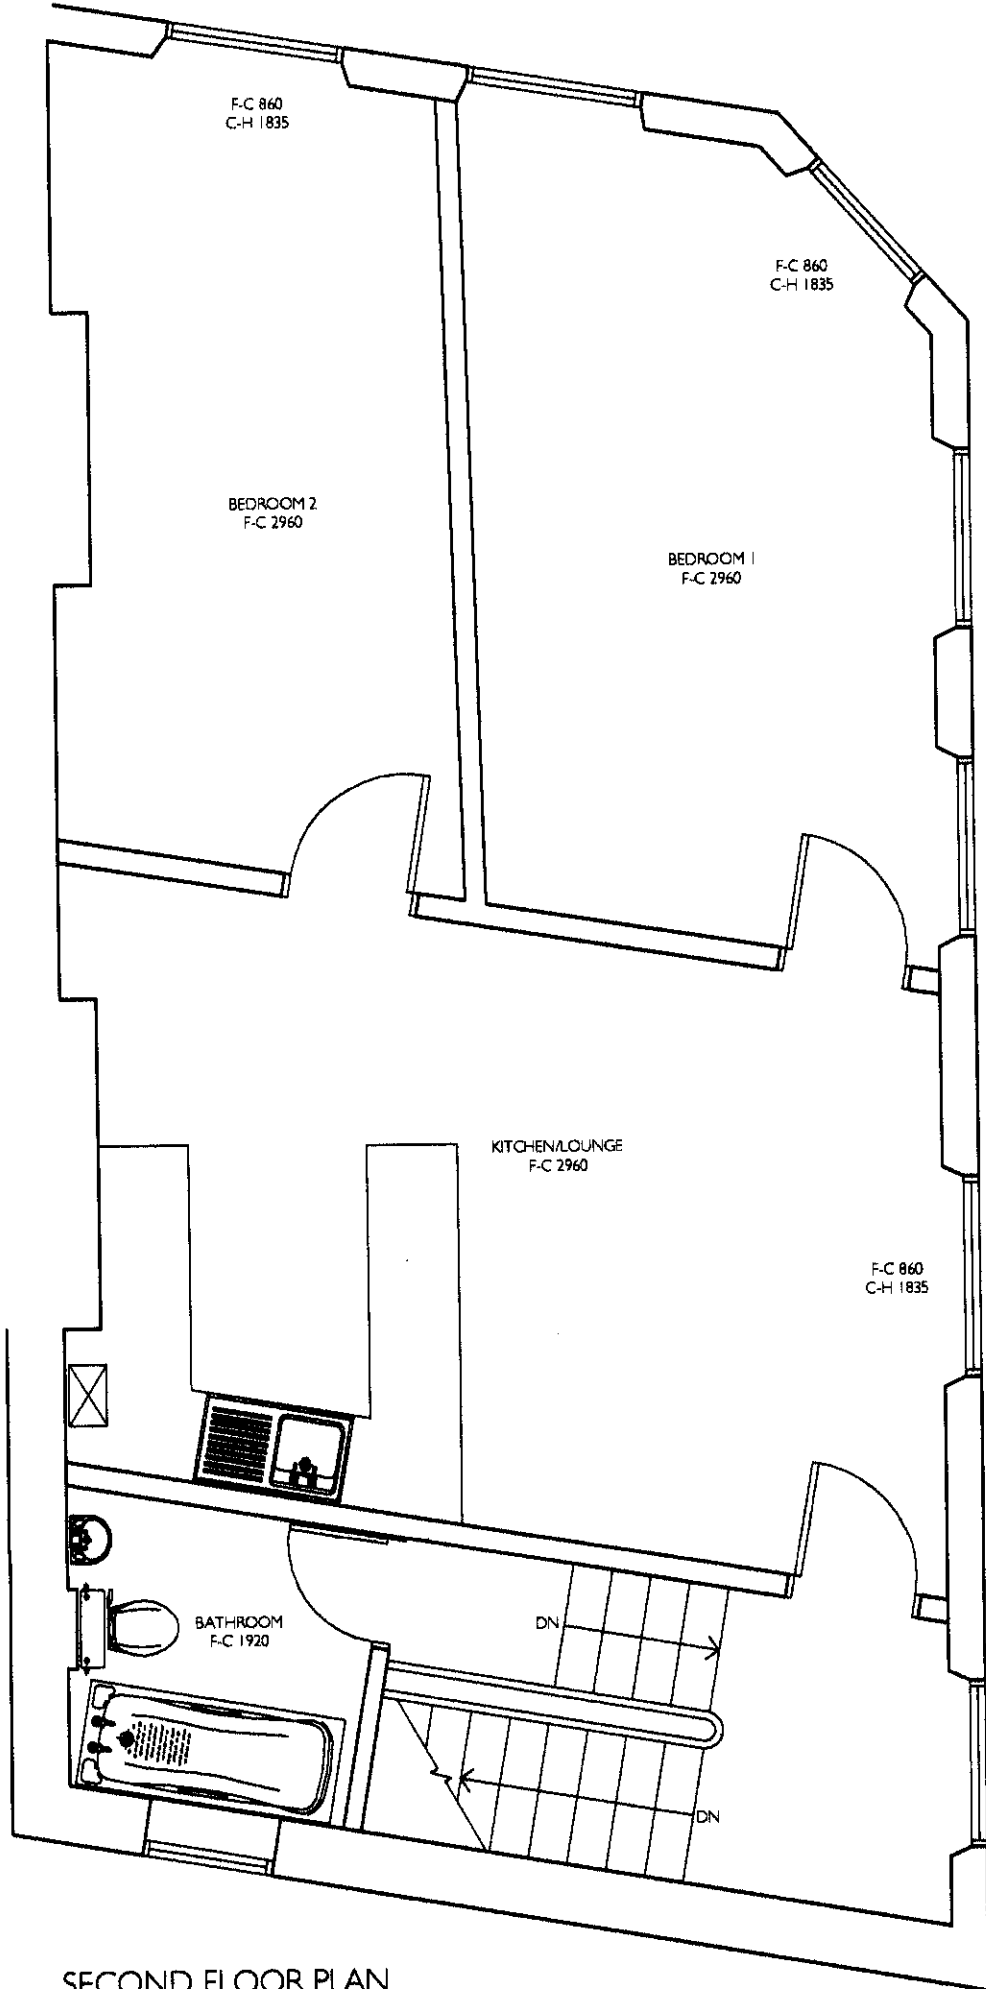 F-C 860
C-H 1835
F-C 860
C-H 1835
BEDROOM 2
F-C 2960
BEDROOM 1
F-C 2960
KITCHEN/LOUNGE
F-C 2960
F-C 860
C-H 1835
BATHROOM
F-C 1920
DN
DN
SECOND FLOOR PLAN